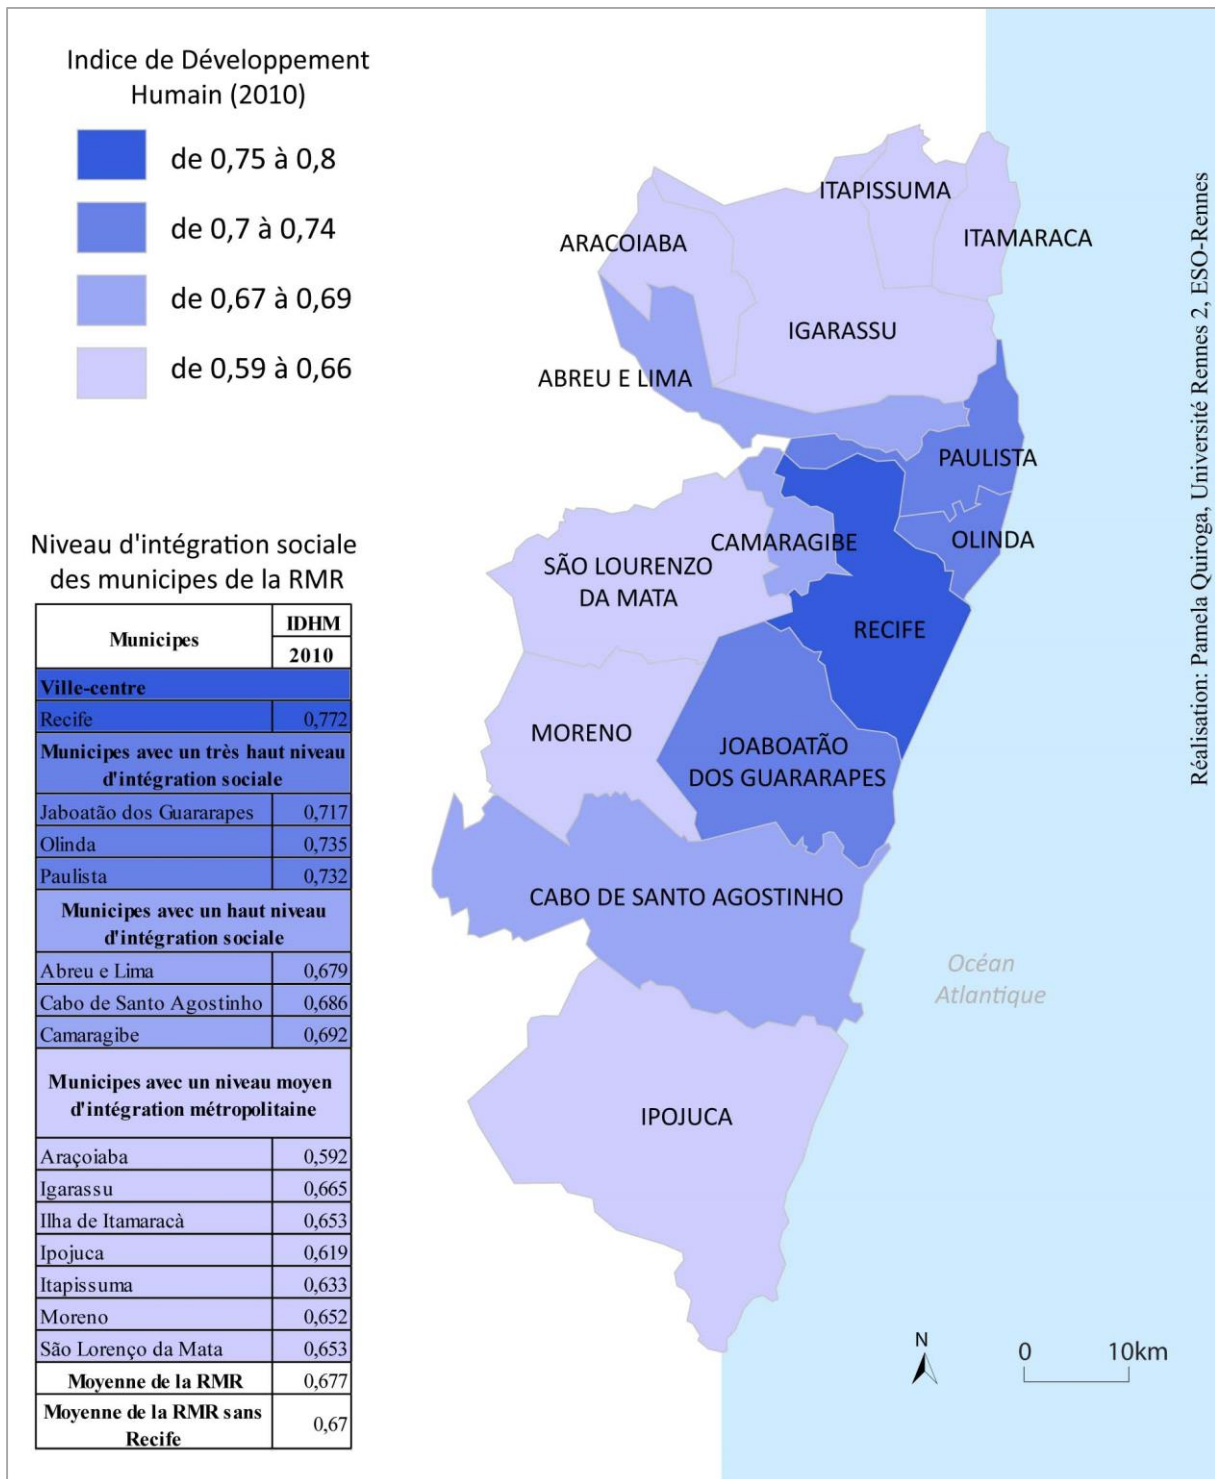 Indice de Développement
Humain (2010)
de 0,75 à 0,8
de 0,7 à 0,74
de 0,67 à 0,69
de 0,59 à 0,66
Niveau d'intégration sociale
des municipes de la RMR
Municipes IDHM
2010
Ville-centre
Recife 0,772
Municipes avec un très haut niveau
d'intégration sociale
Jaboatão dos Guararapes 0,717
Olinda 0,735
Paulista 0,732
Municipes avec un haut niveau
d'intégration sociale
Abreu e Lima 0,679
Cabo de Santo Agostinho 0,686
Camaragibe 0,692
Municipes avec un niveau moyen
d'intégration métropolitaine
Araçoiaba 0,592
Igarassu 0,665
Ilha de Itamaracà 0,653
Ipojuca 0,619
Itapissuma 0,633
Moreno 0,652
São Lorenço da Mata 0,653
Moyenne de la RMR 0,677
Moyenne de la RMR sans
Recife 0,67
ITAPISSUMA
ARACOIABA
ITAMARACA
IGARASSU
ABREU E LIMA
PAULISTA
OLINDA
CAMARAGIBE
SÃO LOURENZO
DA MATA
RECIFE
MORENO
JOABOATÃO
DOS GUARARAPES
CABO DE SANTO AGOSTINHO
Océan
Atlantique
IPOJUCA
N
0 10km
Réalisation: Pamela Quiroga, Université Rennes 2, ESO-Rennes